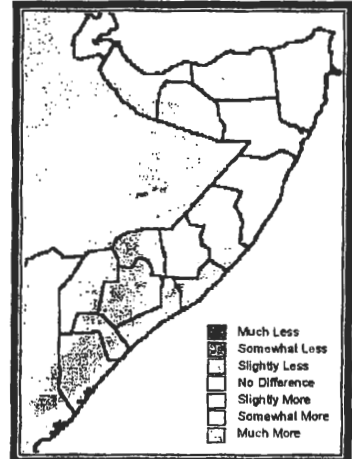 Much Less
Somewhat Less
Slightly Less
No Difference
Slightly More
Somewhat More
Much More